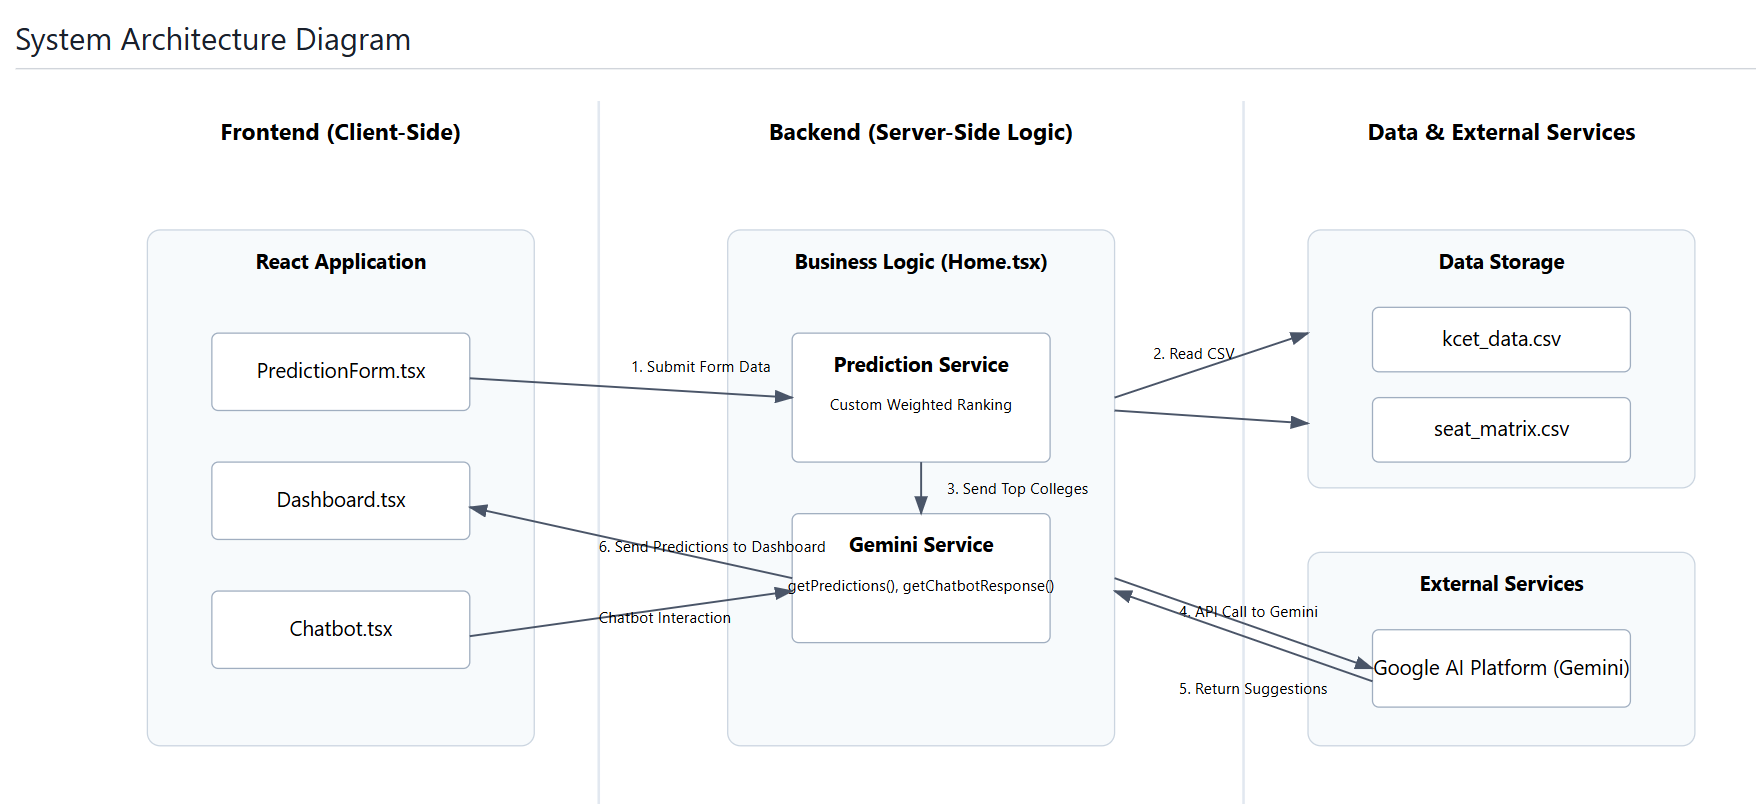 System Architecture Diagram
Frontend (Client-Side)
Backend (Server-Side Logic)
Data & External Services
React Application
PredictionForm.tsx
Dashboard.tsx
Chatbot.tsx
1. Submit Form Data
6. Send Predictions to Dashboard
Chatbot Interaction
Business Logic (Home.tsx)
Prediction Service
Custom Weighted Ranking
3. Send Top Colleges
Gemini Service
getPredictions(), getChatbotResponse()
2. Read CSV
4. API Call to Gemini
5. Return Suggestions
Data Storage
kcet_data.csv
seat_matrix.csv
External Services
Google AI Platform (Gemini)